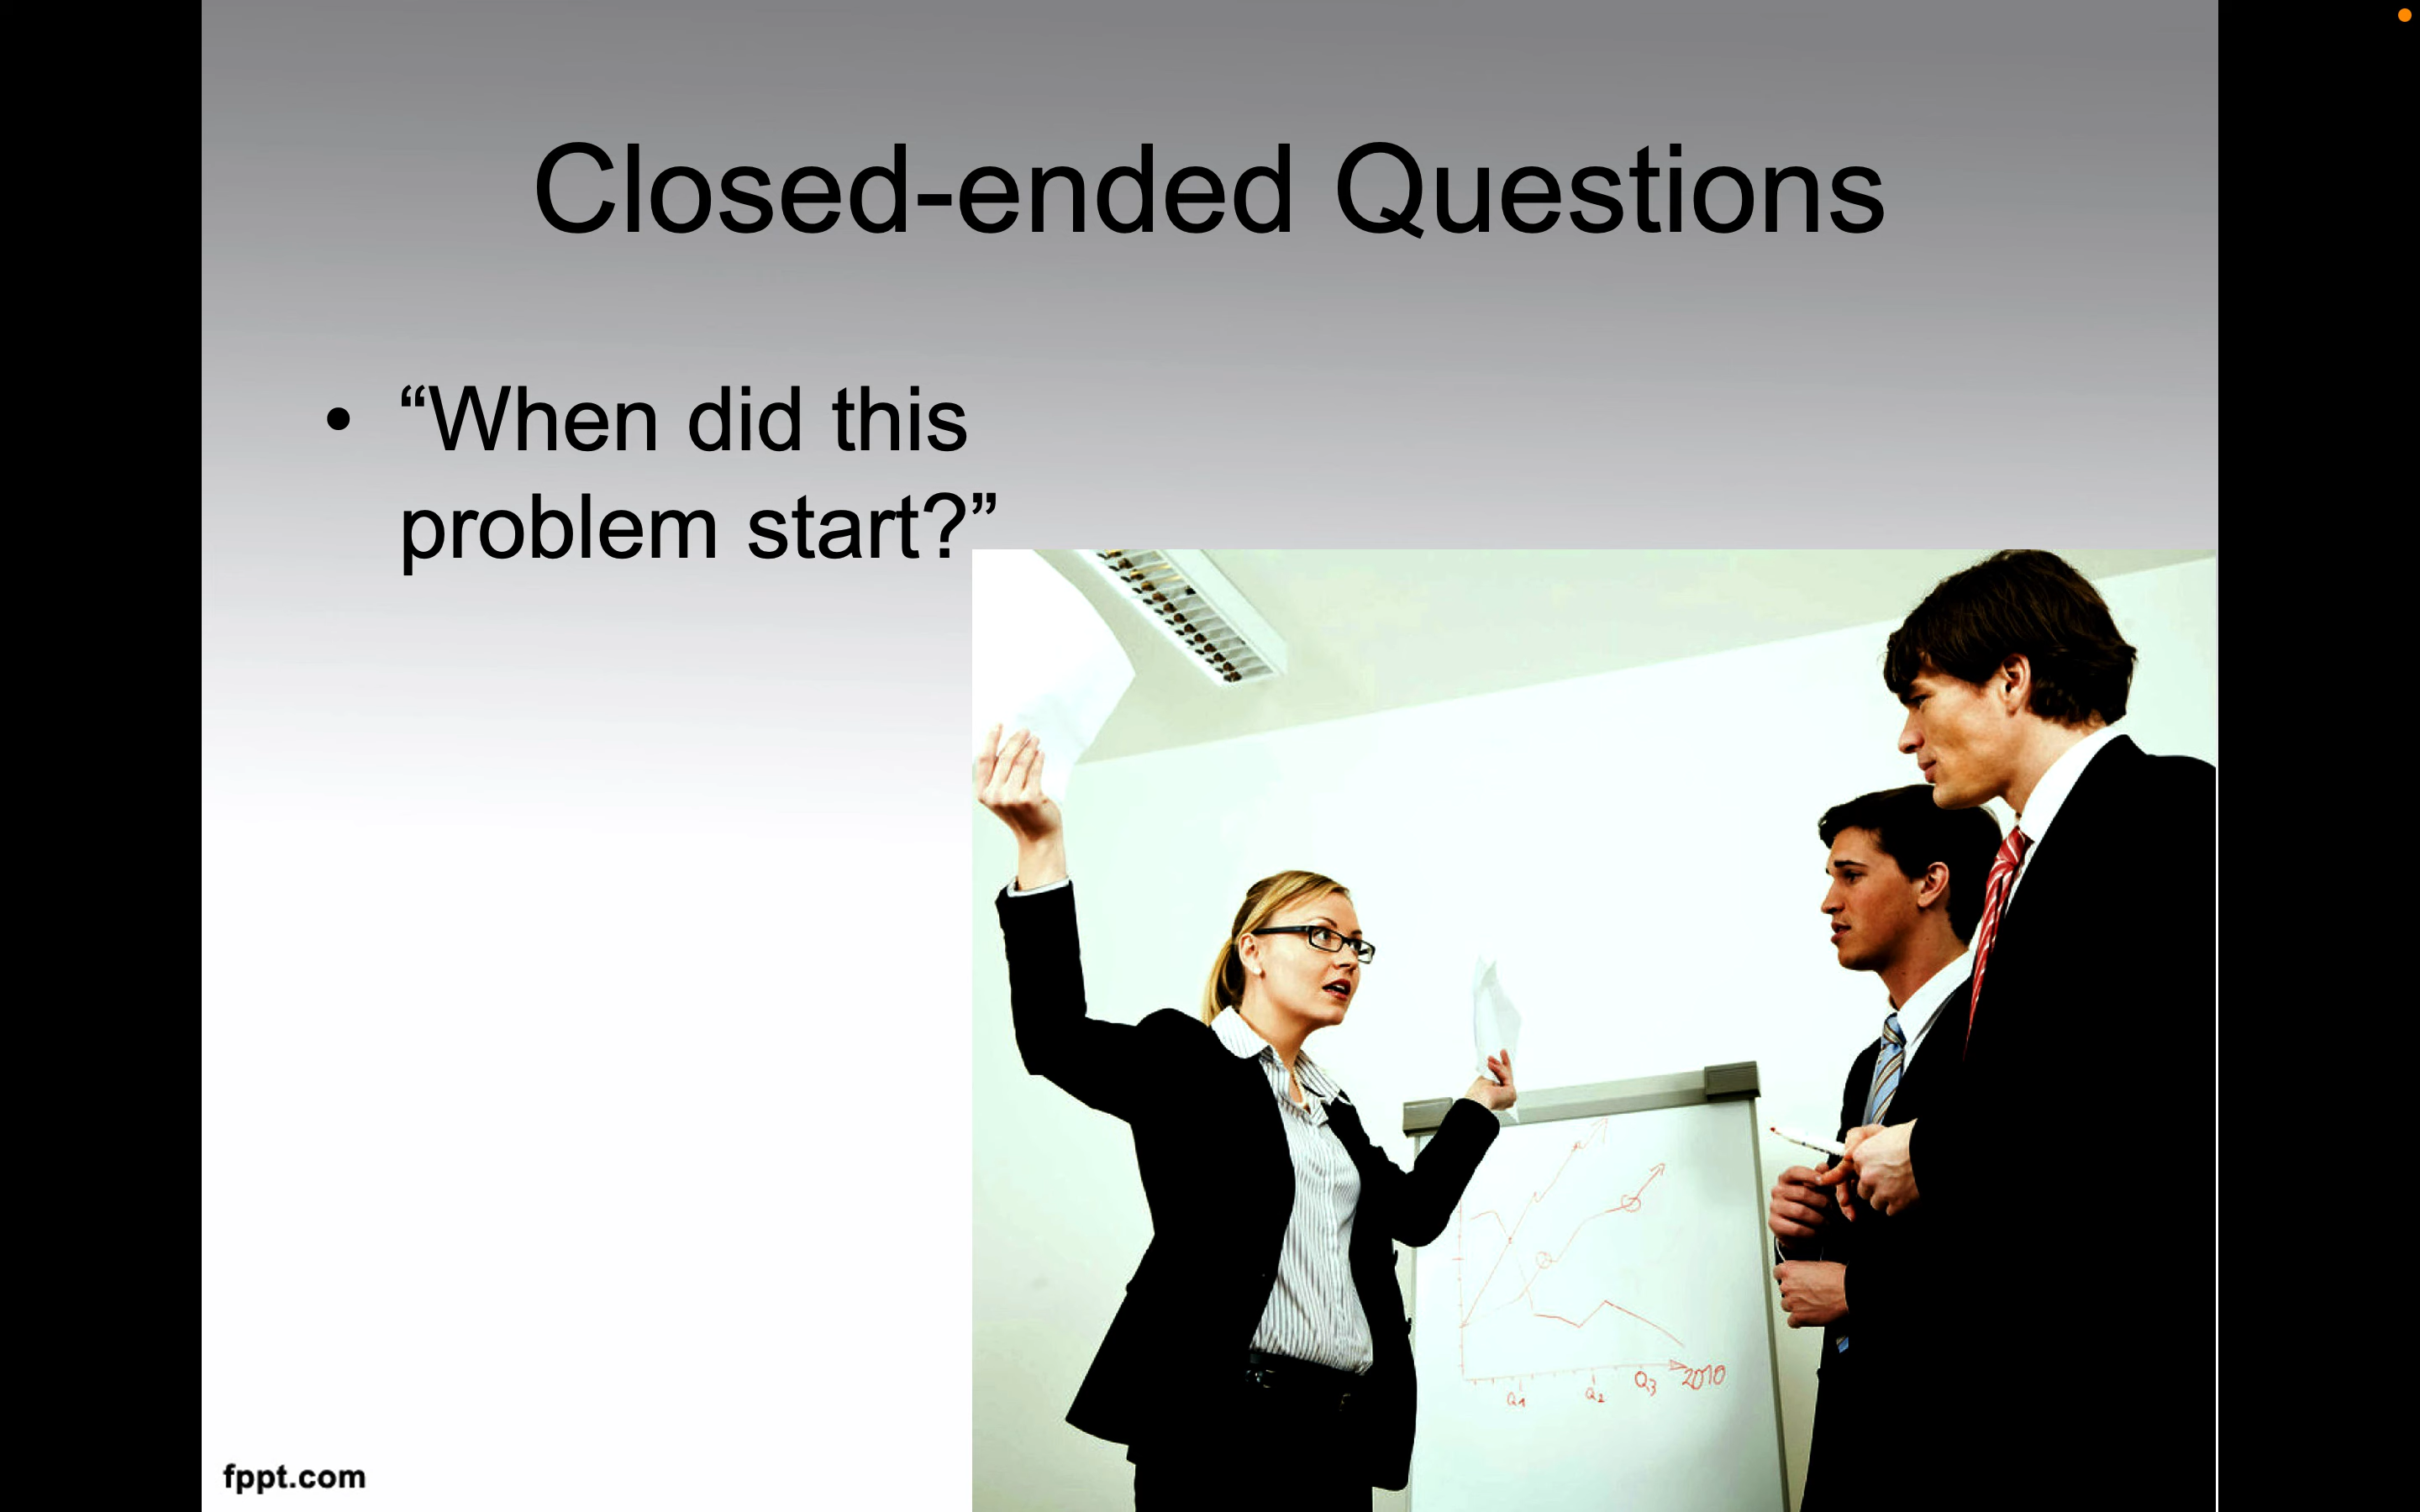 Closed-ended Questions
• “When did this
problem start?”
Q1
Q2
Q3
2010
fppt.com